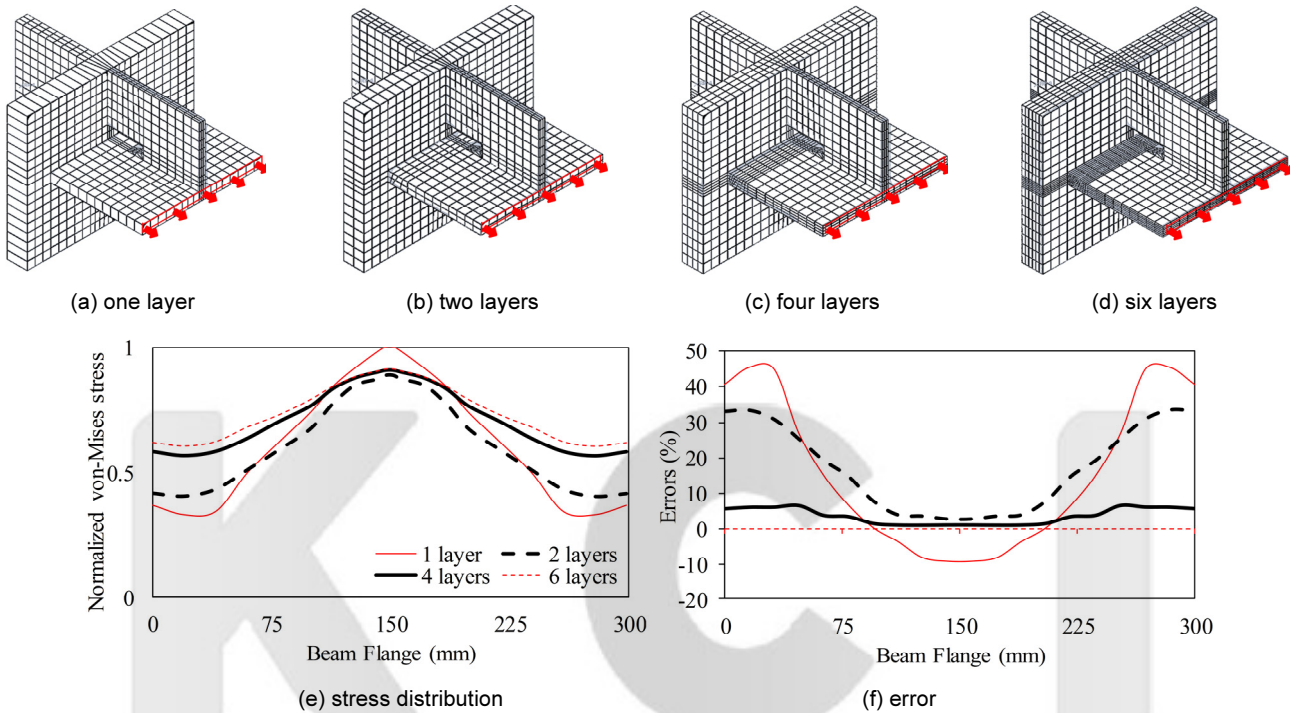 (a) one layer
(b) two layers
(c) four layers
(d) six layers
Normalized von-Mises stress
1
0.5
0
1 layer
2 layers
4 layers
6 layers
0 75 150 225 300
Beam Flange (mm)
(e) stress distribution
Errors (%)
50
40
30
20
10
0
-10
-20
0 75 150 225 300
Beam Flange (mm)
(f) error
KCI